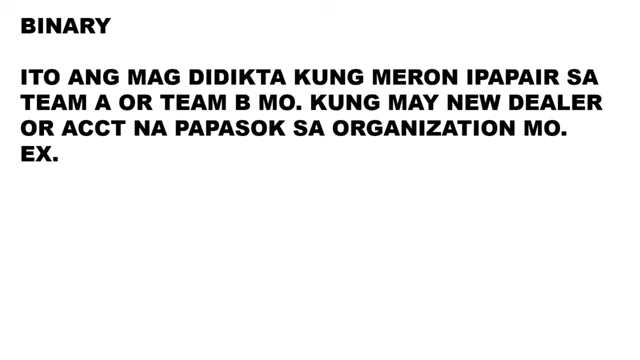 BINARY
ITO ANG MAG DIDIKTA KUNG MERON IPAPAIR SA
TEAM A OR TEAM B MO. KUNG MAY NEW DEALER
OR ACCT NA PAPASOK SA ORGANIZATION MO.
EX.